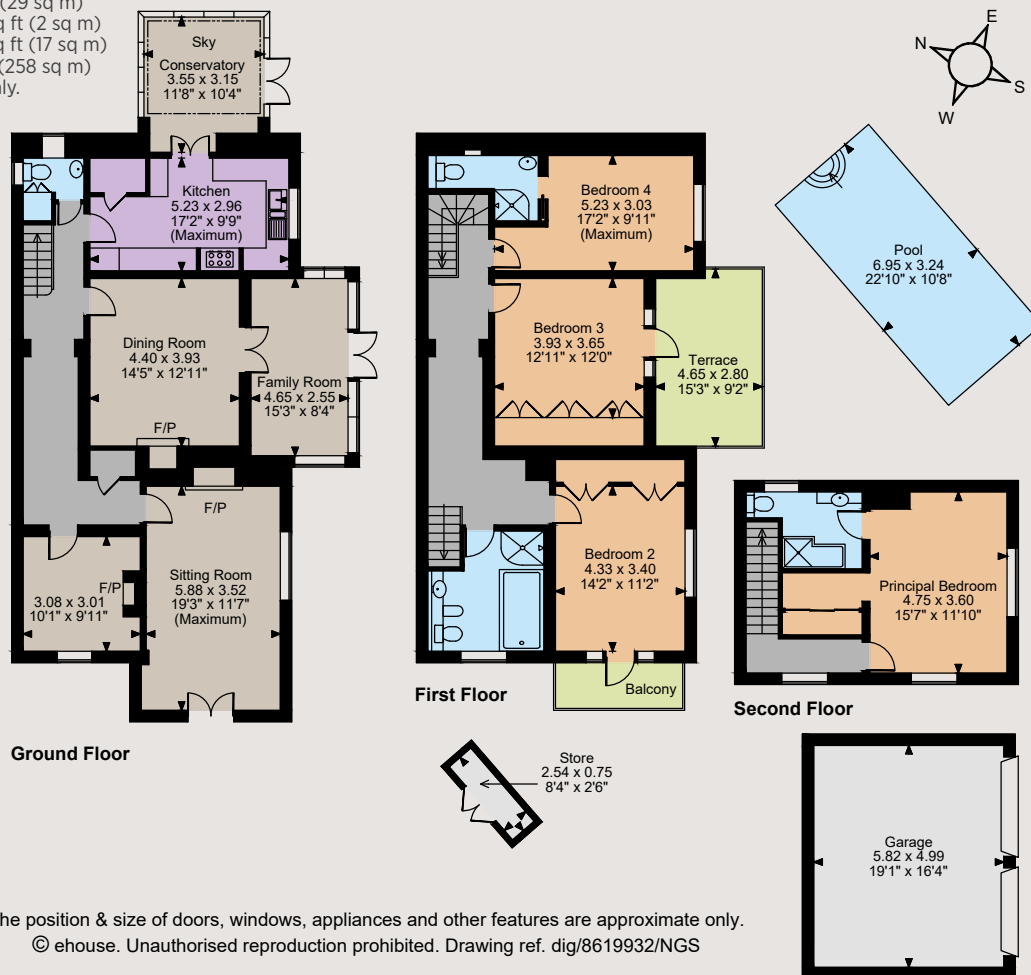 (29 sq m)
sq ft (2 sq m)
sq ft (17 sq m)
(258 sq m)
only.
Sky
Conservatory
3.55 x 3.15
11'8" x 10'4"
N
E
S
W
Kitchen
5.23 x 2.96
17'2" x 9'9"
(Maximum)
Dining Room
4.40 x 3.93
14'5" x 12'11"
F/P
Family Room
4.65 x 2.55
15'3" x 8'4"
F/P
Sitting Room
5.88 x 3.52
19'3" x 11'7"
(Maximum)
F/P
3.08 x 3.01
10'1" x 9'11"
Ground Floor
Bedroom 4
5.23 x 3.03
17'2" x 9'11"
(Maximum)
Bedroom 3
3.93 x 3.65
12'11" x 12'0"
Terrace
4.65 x 2.80
15'3" x 9'2"
Bedroom 2
4.33 x 3.40
14'2" x 11'2"
Balcony
First Floor
Pool
6.95 x 3.24
22'10" x 10'8"
Principal Bedroom
4.75 x 3.60
15'7" x 11'10"
Second Floor
Store
2.54 x 0.75
8'4" x 2'6"
Garage
5.82 x 4.99
19'1" x 16'4"
he position & size of doors, windows, appliances and other features are approximate only.
© ehouse. Unauthorised reproduction prohibited. Drawing ref. dig/8619932/NGS